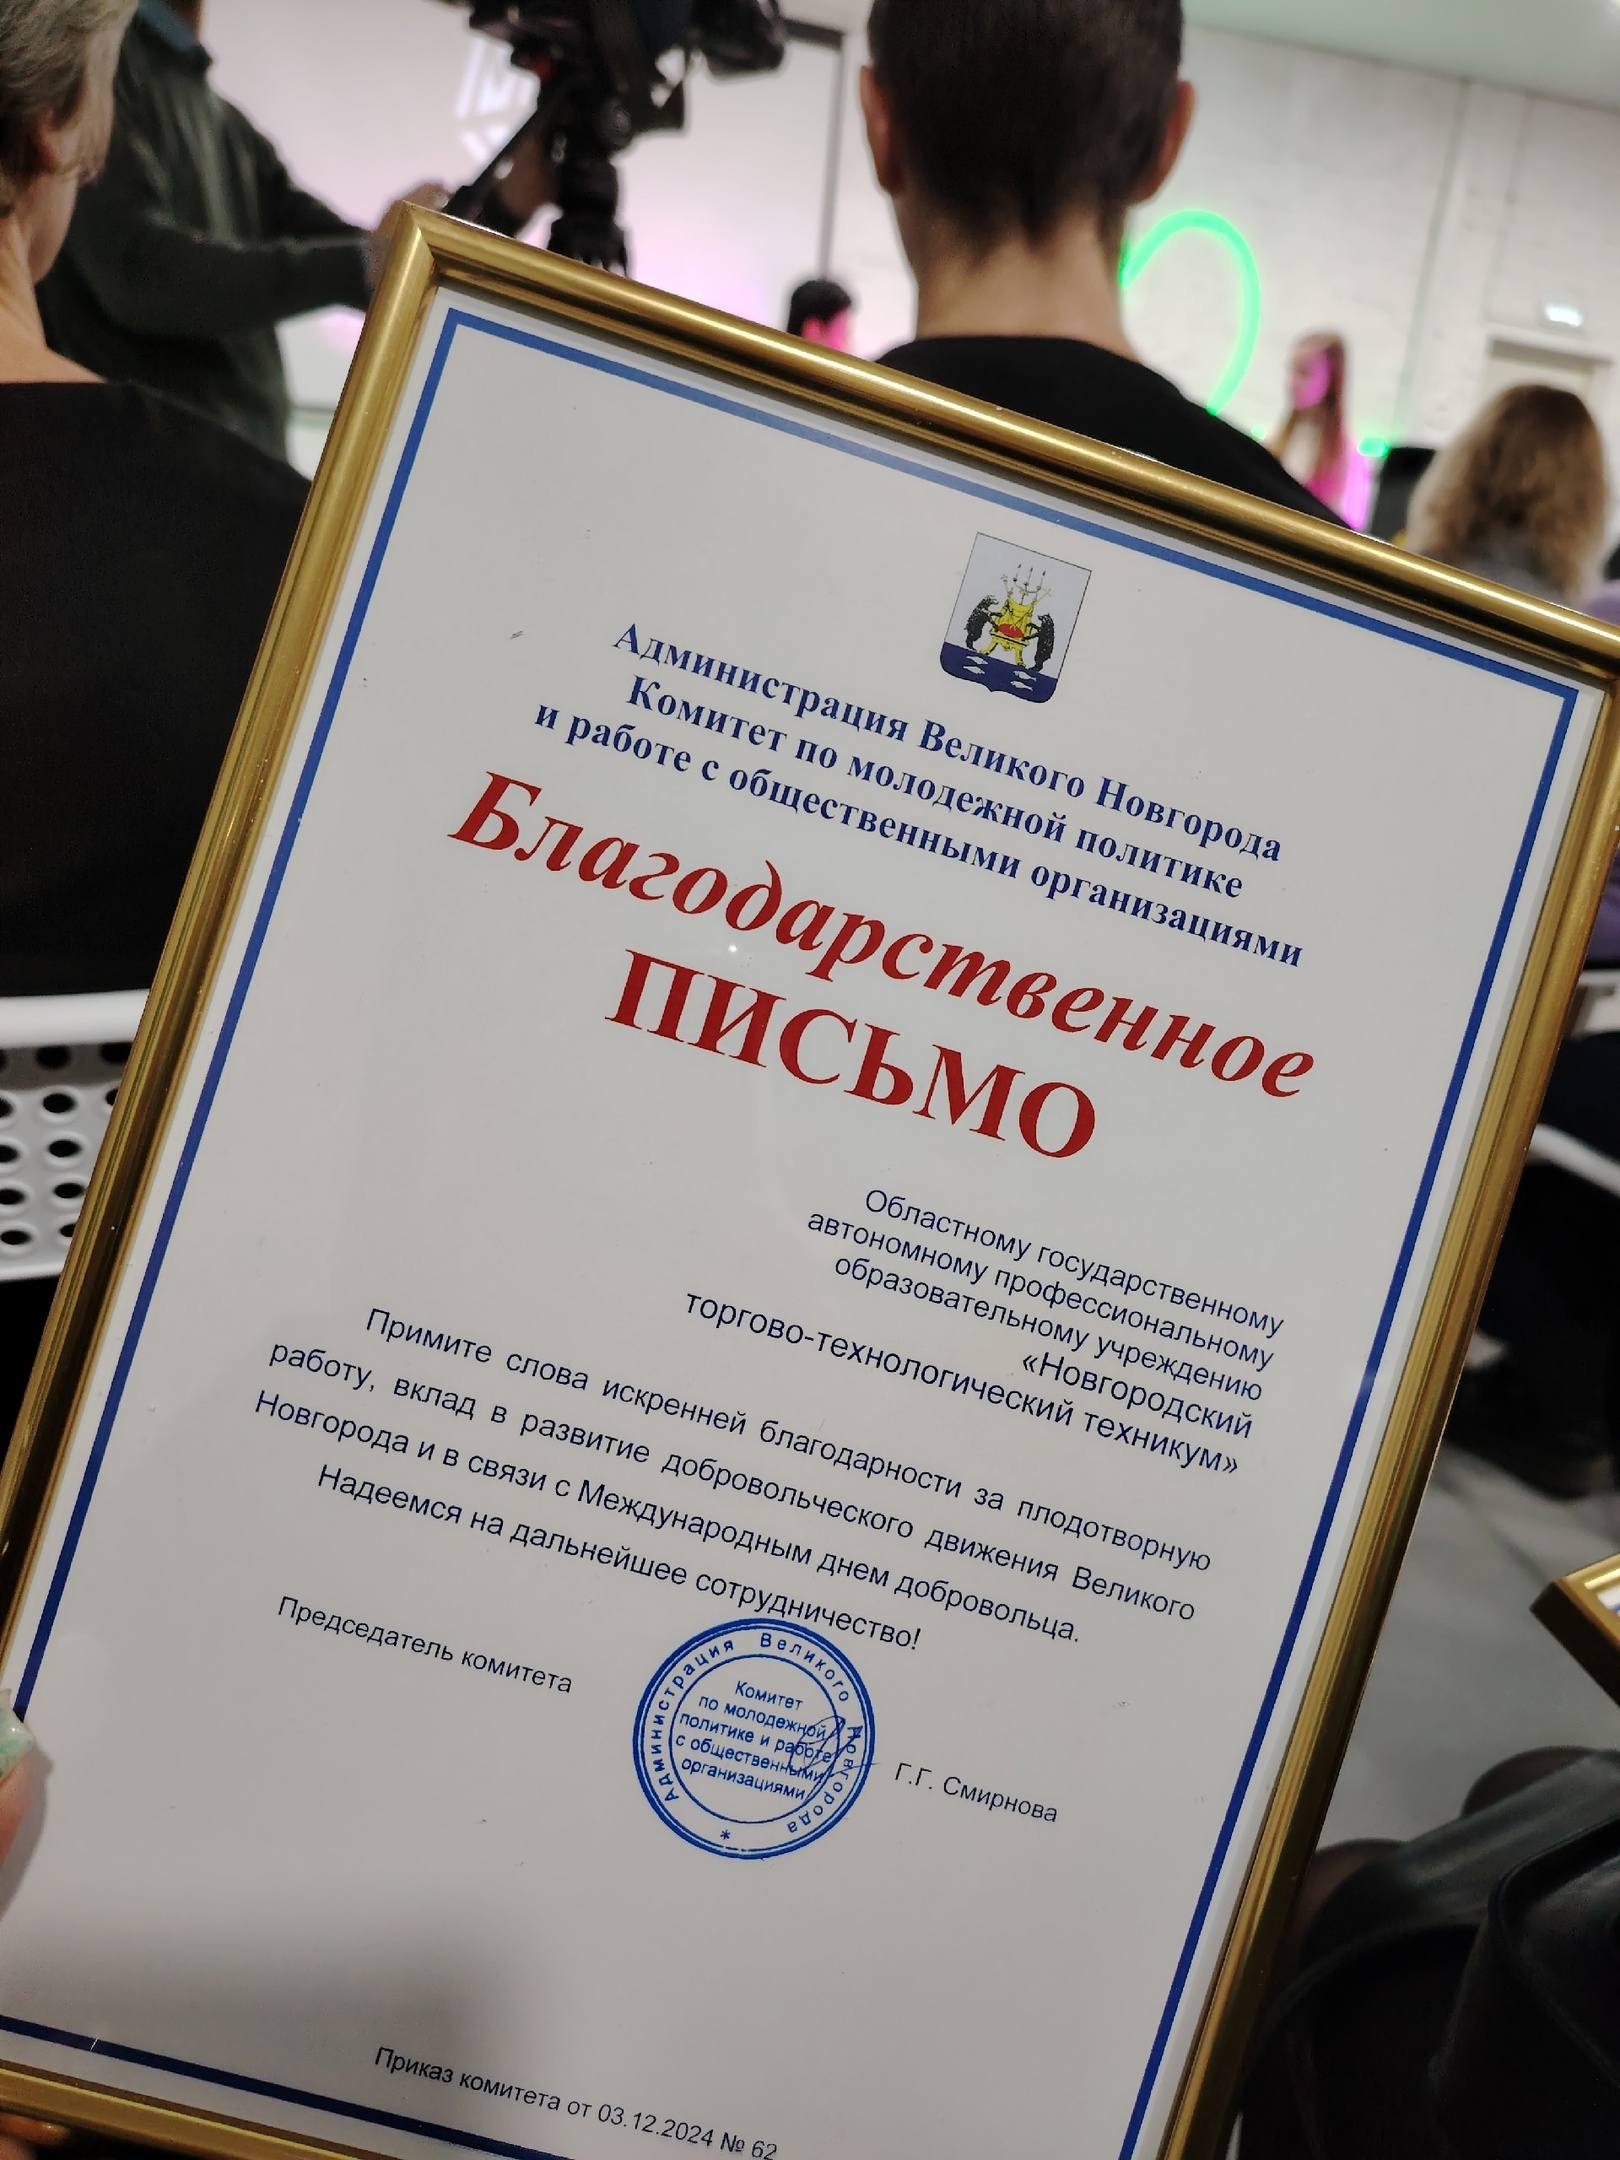 Администрация Великого Новгорода
Комитет по молодежной политике
и работе с общественными организациями
Благодарственное
ПИСЬМО
Областному государственному
автономному профессиональному
образовательному учреждению
«Новгородский
торгово-технологический техникум»
Примите слова искренней благодарности за плодотворную
работу, вклад в развитие добровольческого движения Великого
Новгорода и в связи с Международным днем добровольца.
Надеемся на дальнейшее сотрудничество!
Председатель комитета
Администрация Великого Новгорода
*
Комитет
по молодежной
политике и работе
с общественными
организациями
Г.Г. Смирнова
Приказ комитета от 03.12.2024 № 62